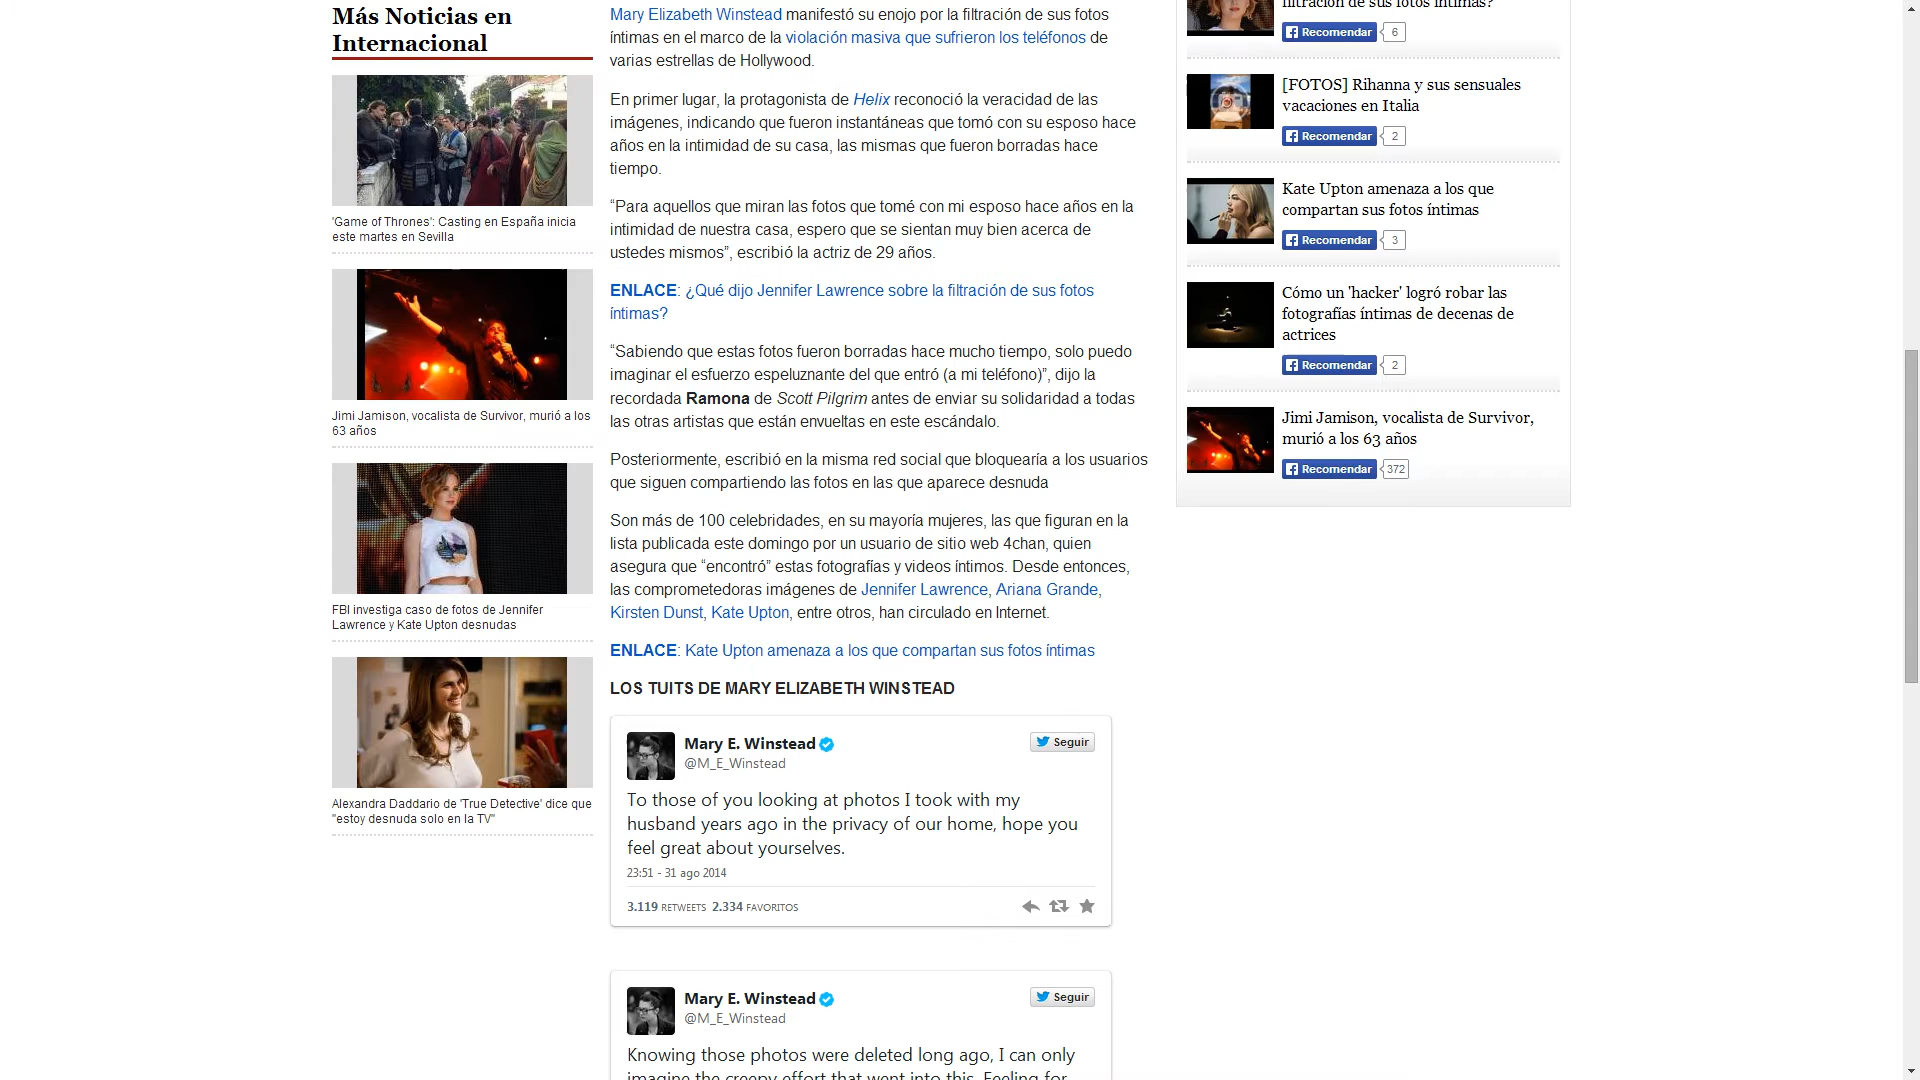 Más Noticias en
Internacional
'Game of Thrones': Casting en España inicia
este martes en Sevilla
Jimi Jamison, vocalista de Survivor, murió a los
63 años
FBI investiga caso de fotos de Jennifer
Lawrence y Kate Upton desnudas
Alexandra Daddario de 'True Detective' dice que
"estoy desnuda solo en la TV"
Mary Elizabeth Winstead manifestó su enojo por la filtración de sus fotos
íntimas en el marco de la violación masiva que sufrieron los teléfonos de
varias estrellas de Hollywood.
En primer lugar, la protagonista de Helix reconoció la veracidad de las
imágenes, indicando que fueron instantáneas que tomó con su esposo hace
años en la intimidad de su casa, las mismas que fueron borradas hace
tiempo.
“Para aquellos que miran las fotos que tomé con mi esposo hace años en la
intimidad de nuestra casa, espero que se sientan muy bien acerca de
ustedes mismos”, escribió la actriz de 29 años.
ENLACE: ¿Qué dijo Jennifer Lawrence sobre la filtración de sus fotos
íntimas?
“Sabiendo que estas fotos fueron borradas hace mucho tiempo, solo puedo
imaginar el esfuerzo espeluznante del que entró (a mi teléfono)”, dijo la
recordada Ramona de Scott Pilgrim antes de enviar su solidaridad a todas
las otras artistas que están envueltas en este escándalo.
Posteriormente, escribió en la misma red social que bloquearía a los usuarios
que siguen compartiendo las fotos en las que aparece desnuda
Son más de 100 celebridades, en su mayoría mujeres, las que figuran en la
lista publicada este domingo por un usuario de sitio web 4chan, quien
asegura que “encontró” estas fotografías y videos íntimos. Desde entonces,
las comprometedoras imágenes de Jennifer Lawrence, Ariana Grande,
Kirsten Dunst, Kate Upton, entre otros, han circulado en Internet.
ENLACE: Kate Upton amenaza a los que compartan sus fotos íntimas
LOS TUITS DE MARY ELIZABETH WINSTEAD
Mary E. Winstead
Seguir
@M_E_Winstead
To those of you looking at photos I took with my
husband years ago in the privacy of our home, hope you
feel great about yourselves.
23:51 - 31 ago 2014
3.119 RETWEETS 2.334 FAVORITOS
Mary E. Winstead
Seguir
@M_E_Winstead
Knowing those photos were deleted long ago, I can only
imagine the creepy effort that went into this. Feeling for
filtración de sus fotos íntimas?
Recomendar 6
[FOTOS] Rihanna y sus sensuales
vacaciones en Italia
Recomendar 2
Kate Upton amenaza a los que
compartan sus fotos íntimas
Recomendar 3
Cómo un 'hacker' logró robar las
fotografías íntimas de decenas de
actrices
Recomendar 2
Jimi Jamison, vocalista de Survivor,
murió a los 63 años
Recomendar 372